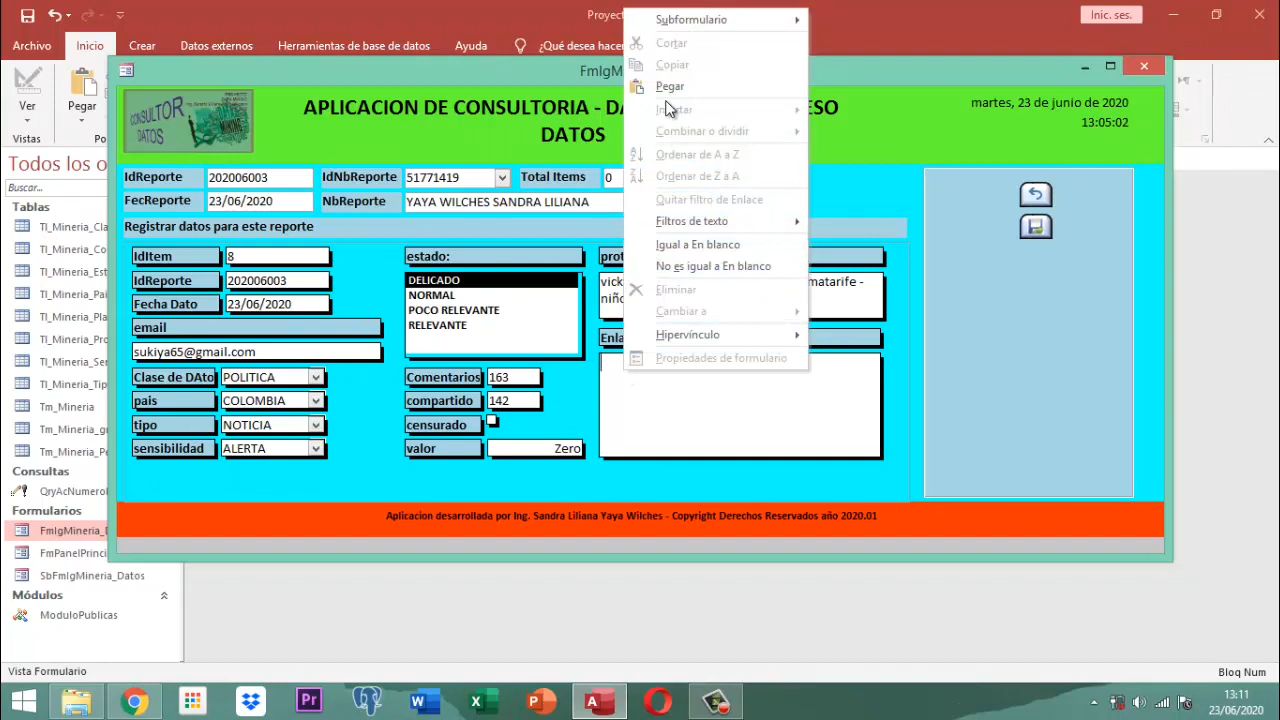 Proye
Inic. ses.
Archivo
Inicio
Crear
Datos externos
Herramientas de base de datos
Ayuda
¿Qué desea hacer
Ver
Pegar
Vistas
FmIgM
Subformulario
Cortar
Copiar
Pegar
Combinar o dividir
Ordenar de A a Z
Ordenar de Z a A
Quitar filtro de Enlace
Filtros de texto
Igual a En blanco
No es igual a En blanco
Eliminar
Cambiar a
Hipervínculo
Propiedades de formulario
CONSULTOR
DATOS
APLICACION DE CONSULTORIA - DA ESO
DATOS
martes, 23 de junio de 2020
13:05:02
IdReporte 202006003 IdNbReporte 51771419 Total Items 0
FecReporte 23/06/2020 NbReporte YAYA WILCHES SANDRA LILIANA
Registrar datos para este reporte
IdItem 8
IdReporte 202006003
Fecha Dato 23/06/2020
email
sukiya65@gmail.com
Clase de DAto POLITICA
pais COLOMBIA
tipo NOTICIA
sensibilidad ALERTA
estado:
DELICADO
NORMAL
POCO RELEVANTE
RELEVANTE
Comentarios 163
compartido 142
censurado
valor Zero
prot
vick matarife -
niño
Enla
Aplicacion desarrollada por Ing. Sandra Liliana Yaya Wilches - Copyright Derechos Reservados año 2020.01
Todos los o
Buscar...
Tablas
Tl_Mineria_Cla
Tl_Mineria_Co
Tl_Mineria_Est
Tl_Mineria_Pai
Tl_Mineria_Pla
Tl_Mineria_Pro
Tl_Mineria_Ser
Tl_Mineria_Tip
Tm_Mineria
Tm_Mineria_g
Tm_Mineria_Pe
Consultas
QryAcNumero
Formularios
FmIgMineria_D
FmPanelPrinci
SbFmIgMineria_Datos
Módulos
ModuloPublicas
Vista Formulario
Bloq Num
13:11
23/06/2020